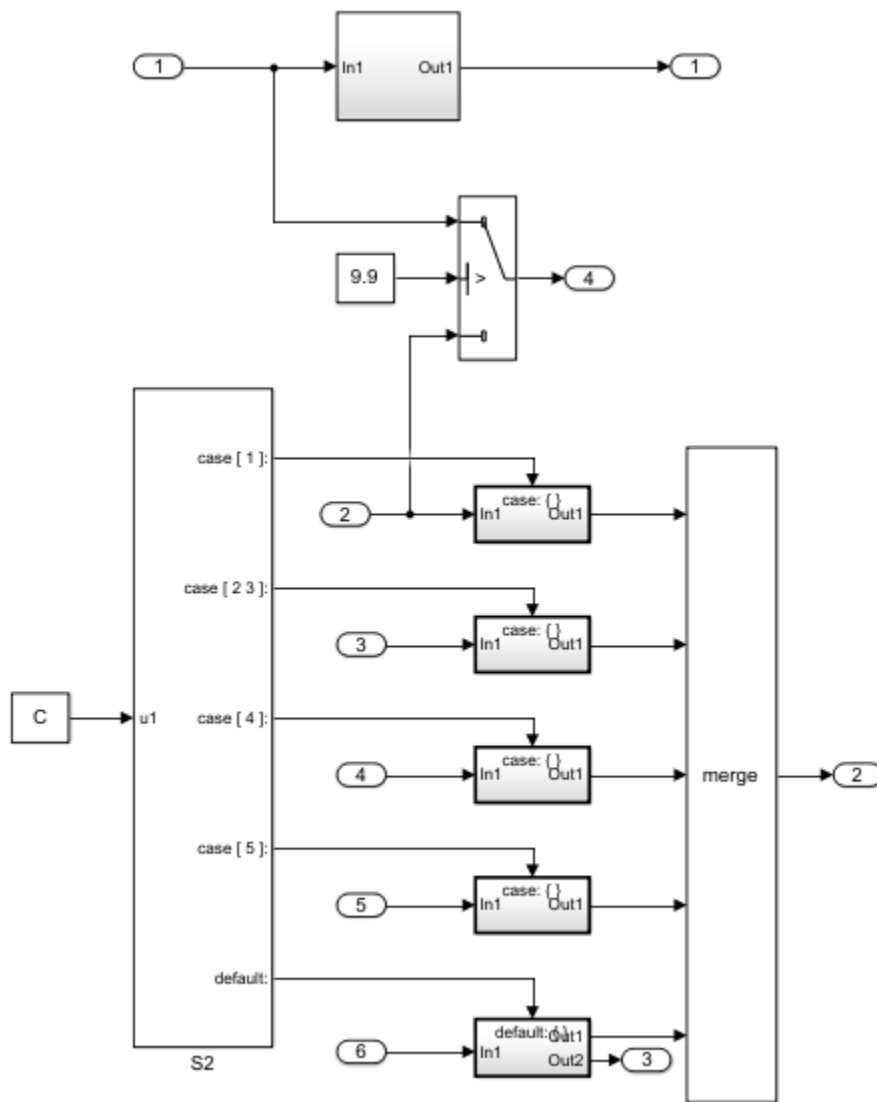 1
In1 Out1
1
9.9
>
4
case [ 1 ]:
2
case: { }
In1 Out1
case [ 2 3 ]:
3
case: { }
In1 Out1
C
u1
case [ 4 ]:
4
case: { }
In1 Out1
merge
2
case [ 5 ]:
5
case: { }
In1 Out1
default:
6
default: { }
In1 Out1
Out2
3
S2